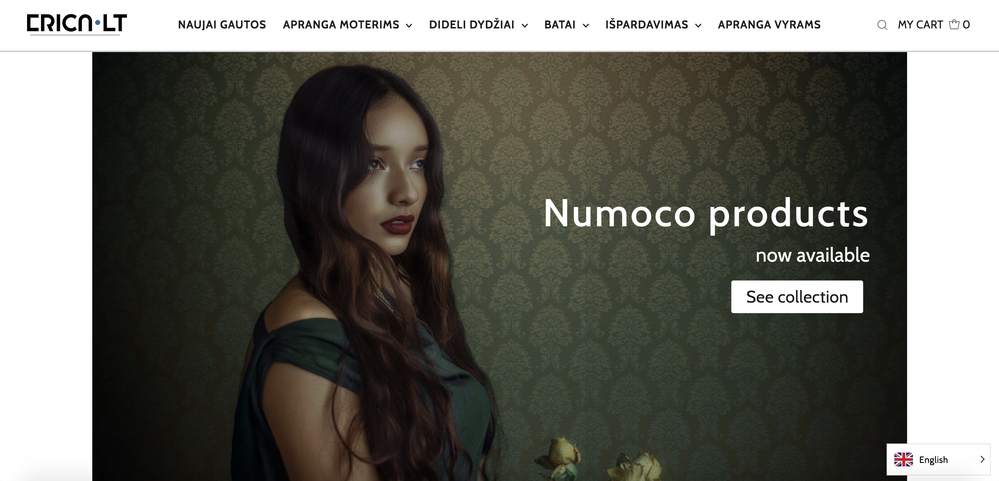 ERICA·LT
NAUJAI GAUTOS
APRANGA MOTERIMS
DIDELI DYDŽIAI
BATAI
IŠPARDAVIMAS
APRANGA VYRAMS
MY CART 0
Numoco products
now available
See collection
English